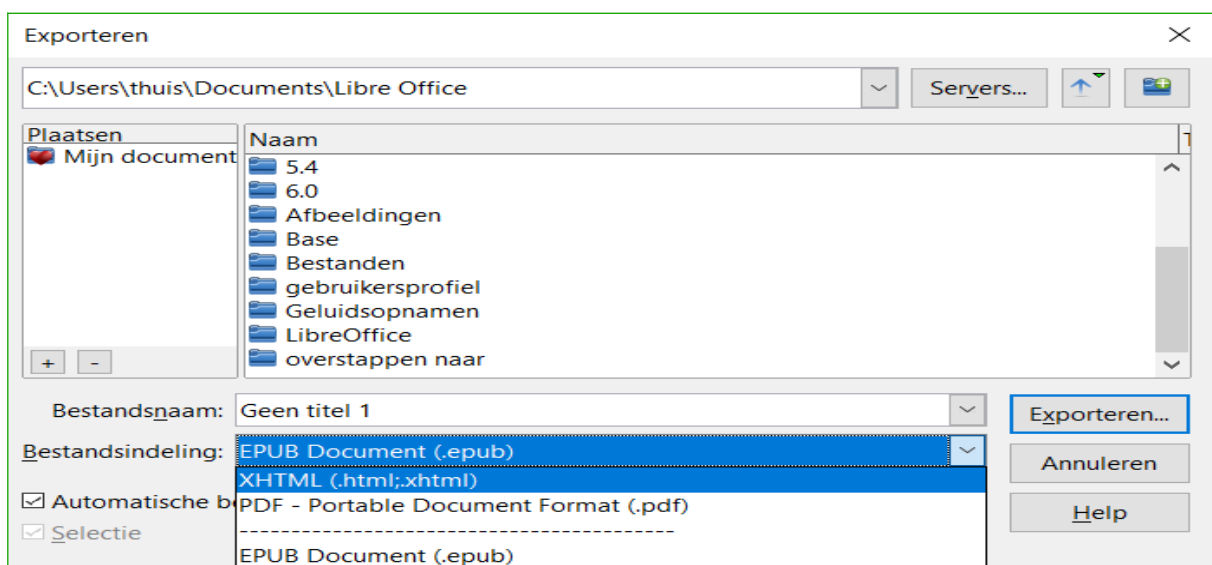 Exporteren
C:\Users\thuis\Documents\Libre Office
Servers...
Plaatsen
Mijn document
Naam
5.4
6.0
Afbeeldingen
Base
Bestanden
gebruikersprofiel
Geluidsopnamen
LibreOffice
overstappen naar
+ -
Bestandsnaam: Geen titel 1
Exporteren...
Bestandsindeling: EPUB Document (.epub)
Annuleren
XHTML (.html;.xhtml)
Automatische
PDF - Portable Document Format (.pdf)
Help
Selectie
------------------------------------------
EPUB Document (.epub)